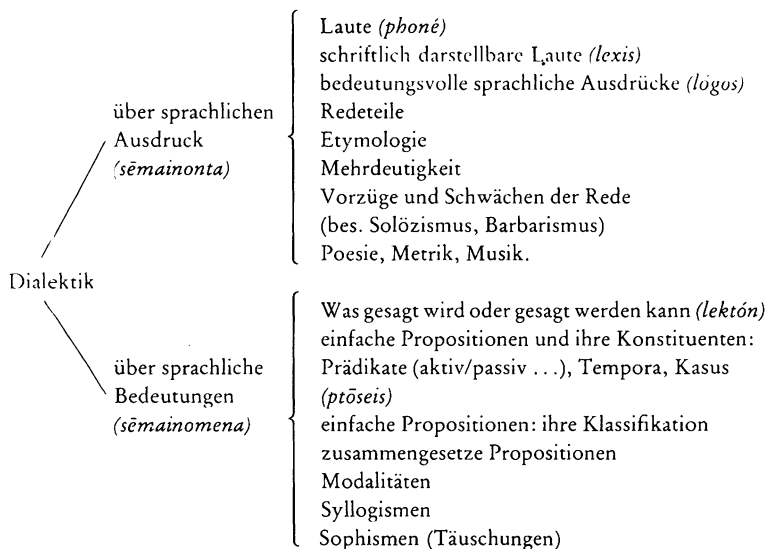 Laute (phoné)
schriftlich darstellbare Laute (lexis)
bedeutungsvolle sprachliche Ausdrücke (lógos)
über sprachlichen
Redeteile
Ausdruck
Etymologie
(sēmainonta)
Mehrdeutigkeit
Vorzüge und Schwächen der Rede
(bes. Solözismus, Barbarismus)
Poesie, Metrik, Musik.
Dialektik
Was gesagt wird oder gesagt werden kann (lektón)
einfache Propositionen und ihre Konstituenten:
über sprachliche
Prädikate (aktiv/passiv ...), Tempora, Kasus
Bedeutungen
(ptōseis)
(sēmainomena)
einfache Propositionen: ihre Klassifikation
zusammengesetze Propositionen
Modalitäten
Syllogismen
Sophismen (Täuschungen)